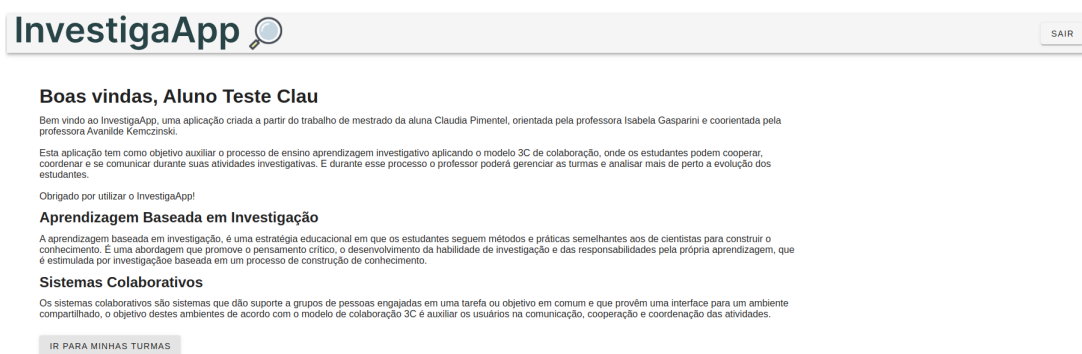 InvestigaApp
SAIR
Boas vindas, Aluno Teste Clau
Bem vindo ao InvestigaApp, uma aplicação criada a partir do trabalho de mestrado da aluna Claudia Pimentel, orientada pela professora Isabela Gasparini e coorientada pela
professora Avanilde Kemczinski.
Esta aplicação tem como objetivo auxiliar o processo de ensino aprendizagem investigativo aplicando o modelo 3C de colaboração, onde os estudantes podem cooperar,
coordenar e se comunicar durante suas atividades investigativas. E durante esse processo o professor poderá gerenciar as turmas e analisar mais de perto a evolução dos
estudantes.
Obrigado por utilizar o InvestigaApp!
Aprendizagem Baseada em Investigação
A aprendizagem baseada em investigação, é uma estratégia educacional em que os estudantes seguem métodos e práticas semelhantes aos de cientistas para construir o
conhecimento. É uma abordagem que promove o pensamento crítico, o desenvolvimento da habilidade de investigação e das responsabilidades pela própria aprendizagem, que
é estimulada por investigaçãoe baseada em um processo de construção de conhecimento.
Sistemas Colaborativos
Os sistemas colaborativos são sistemas que dão suporte a grupos de pessoas engajadas em uma tarefa ou objetivo em comum e que provêm uma interface para um ambiente
compartilhado, o objetivo destes ambientes de acordo com o modelo de colaboração 3C é auxiliar os usuários na comunicação, cooperação e coordenação das atividades.
IR PARA MINHAS TURMAS